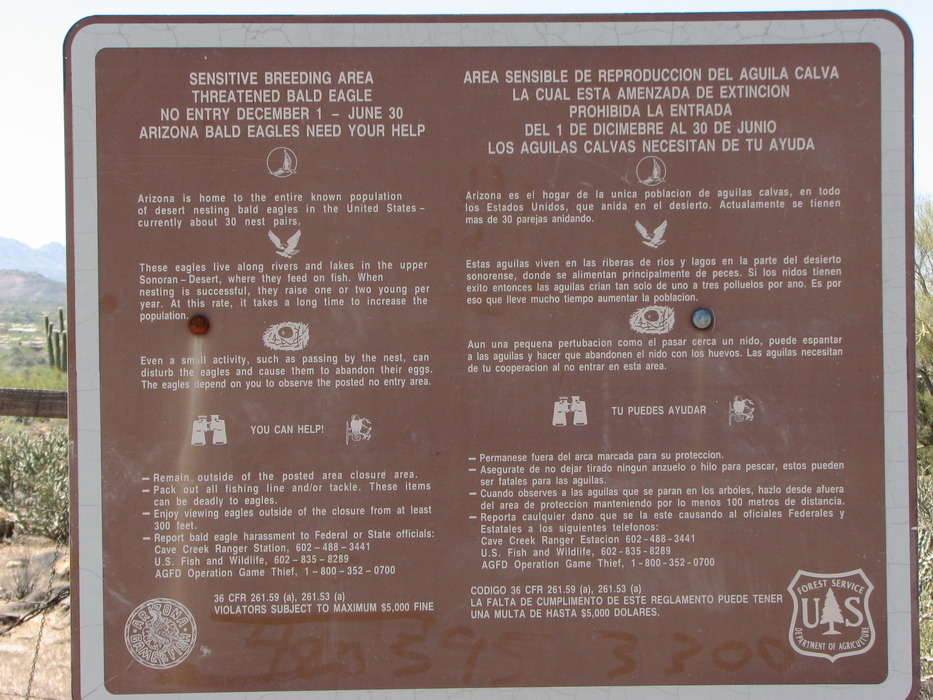 SENSITIVE BREEDING AREA
THREATENED BALD EAGLE
NO ENTRY DECEMBER 1 – JUNE 30
ARIZONA BALD EAGLES NEED YOUR HELP
Arizona is home to the entire known population
of desert nesting bald eagles in the United States –
currently about 30 nest pairs.
These eagles live along rivers and lakes in the upper
Sonoran – Desert, where they feed on fish. When
nesting is successful, they raise one or two young per
year. At this rate, it takes a long time to increase the
population.
Even a small activity, such as passing by the nest, can
disturb the eagles and cause them to abandon their eggs.
The eagles depend on you to observe the posted no entry area.
YOU CAN HELP!
– Remain outside of the posted area closure area.
– Pack out all fishing line and/or tackle. These items
can be deadly to eagles.
– Enjoy viewing eagles outside of the closure from at least
300 feet.
– Report bald eagle harassment to Federal or State officials:
Cave Creek Ranger Station, 602-488-3441
U.S. Fish and Wildlife, 602-835-8289
AGFD Operation Game Thief, 1-800-352-0700
36 CFR 261.59 (a), 261.53 (a)
VIOLATORS SUBJECT TO MAXIMUM $5,000 FINE
ARIZONA
GAME & FISH
AREA SENSIBLE DE REPRODUCCION DEL AGUILA CALVA
LA CUAL ESTA AMENZADA DE EXTINCION
PROHIBIDA LA ENTRADA
DEL 1 DE DICIMEBRE AL 30 DE JUNIO
LOS AGUILAS CALVAS NECESITAN DE TU AYUDA
Arizona es el hogar de la unica poblacion de aguilas calvas, en todo
los Estados Unidos, que anida en el desierto. Actualamente se tienen
mas de 30 parejas anidando.
Estas aguilas viven en las riberas de rios y lagos en la parte del desierto
sonorense, donde se alimentan principalmente de peces. Si los nidos tienen
exito entonces las aguilas crian tan solo de uno a tres polluelos por ano. Es por
eso que lleve mucho tiempo aumentar la poblacion.
Aun una pequena pertubacion como el pasar cerca un nido, puede espantar
a las aguilas y hacer que abandonen el nido con los huevos. Las aguilas necesitan
de tu cooperacion al no entrar en esta area.
TU PUEDES AYUDAR
– Permanese fuera del arca marcada para su proteccion.
– Asegurate de no dejar tirado ningun anzuelo o hilo para pescar, estos pueden
ser fatales para las aguilas.
– Cuando observes a las aguilas que se paran en los arboles, hazlo desde afuera
del area de proteccion manteniendo por lo menos 100 metros de distancia.
– Reporta caulquier dano que se la este causando al oficiales Federales y
Estatales a los siguientes telefonos:
Cave Creek Ranger Estacion 602-488-3441
U.S. Fish and Wildlife, 602-835-8289
AGFD Operation Game Thief, 1-800-352-0700
CODIGO 36 CFR 261.59 (a), 261.53 (a)
LA FALTA DE CUMPLIMENTO DE ESTE REGLAMENTO PUEDE TENER
UNA MULTA DE HASTA $5,000 DOLARES.
FOREST SERVICE
US
DEPARTMENT OF AGRICULTURE
3300